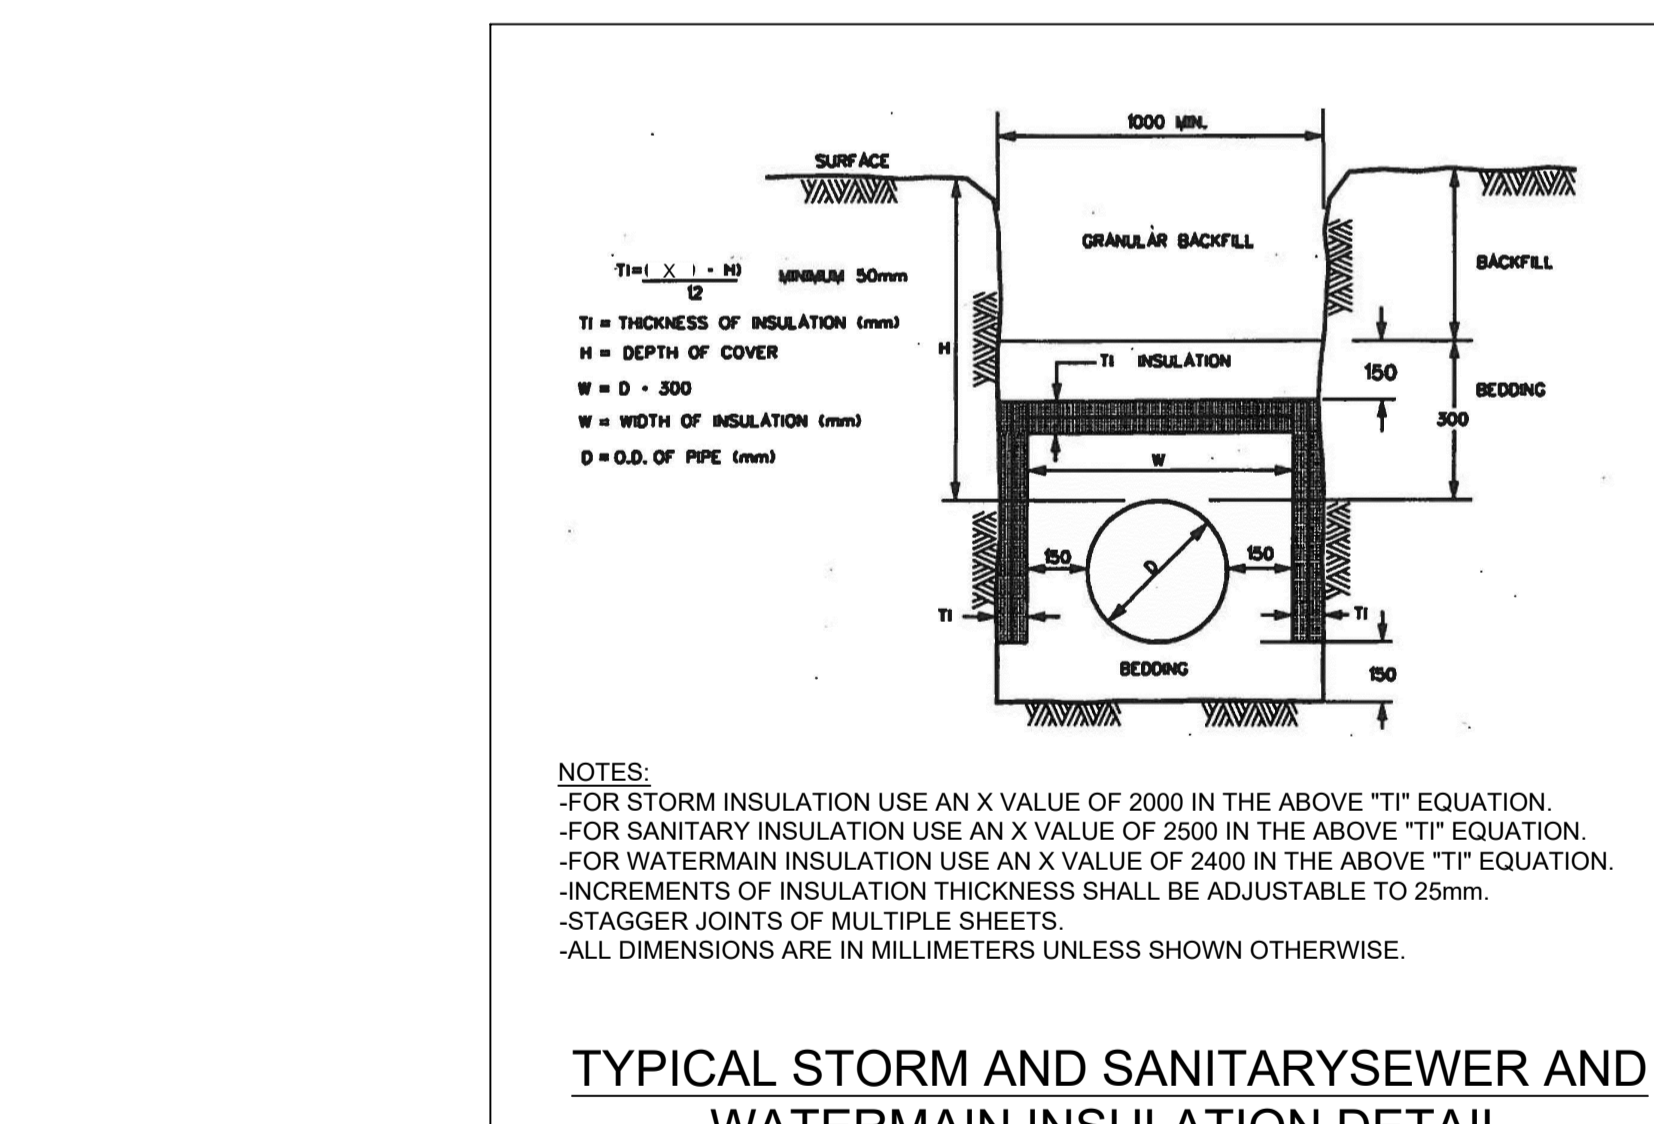 1000 MIN.
SURFACE
GRANULAR BACKFILL
BACKFILL
TI=( X ) - H)
12
MINIMUM 50mm
TI = THICKNESS OF INSULATION (mm)
H = DEPTH OF COVER
W = D + 300
W = WIDTH OF INSULATION (mm)
D = O.D. OF PIPE (mm)
H
TI INSULATION
150
BEDDING
300
W
150
D
150
TI
TI
BEDDING
150
NOTES:
-FOR STORM INSULATION USE AN X VALUE OF 2000 IN THE ABOVE "TI" EQUATION.
-FOR SANITARY INSULATION USE AN X VALUE OF 2500 IN THE ABOVE "TI" EQUATION.
-FOR WATERMAIN INSULATION USE AN X VALUE OF 2400 IN THE ABOVE "TI" EQUATION.
-INCREMENTS OF INSULATION THICKNESS SHALL BE ADJUSTABLE TO 25mm.
-STAGGER JOINTS OF MULTIPLE SHEETS.
-ALL DIMENSIONS ARE IN MILLIMETERS UNLESS SHOWN OTHERWISE.
TYPICAL STORM AND SANITARYSEWER AND
WATERMAIN INSULATION DETAIL